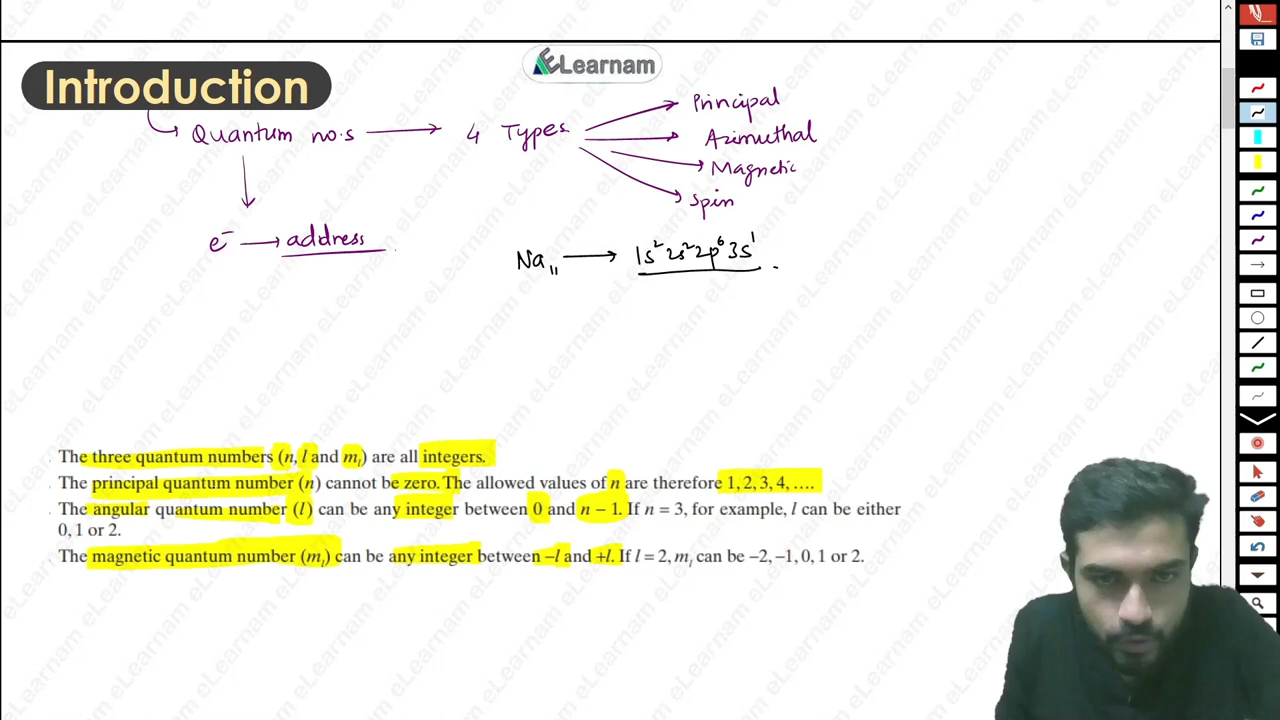 eLearnam
Introduction
Quantum no.s → 4 Types
Principal
Azimuthal
Magnetic
Spin
e⁻ → address
Na₁₁ → 1s² 2s² 2p⁶ 3s¹
The three quantum numbers (n, l and mₗ) are all integers.
The principal quantum number (n) cannot be zero. The allowed values of n are therefore 1, 2, 3, 4, ….
The angular quantum number (l) can be any integer between 0 and n – 1. If n = 3, for example, l can be either
0, 1 or 2.
The magnetic quantum number (mₗ) can be any integer between –l and +l. If l = 2, mₗ can be –2, –1, 0, 1 or 2.